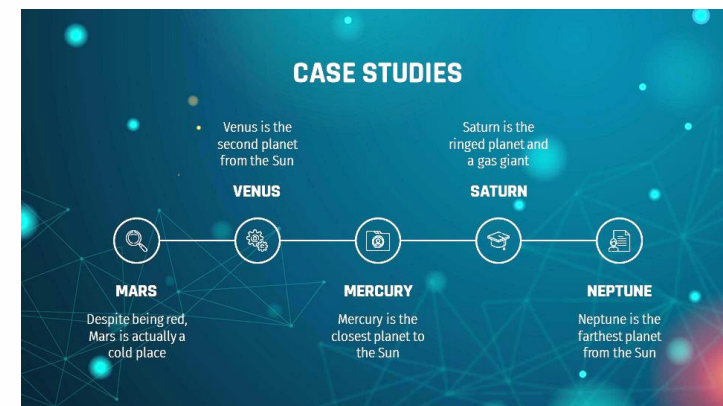 CASE STUDIES
Venus is the
second planet
from the Sun
VENUS
Saturn is the
ringed planet and
a gas giant
SATURN
MARS
Despite being red,
Mars is actually a
cold place
MERCURY
Mercury is the
closest planet to
the Sun
NEPTUNE
Neptune is the
farthest planet
from the Sun